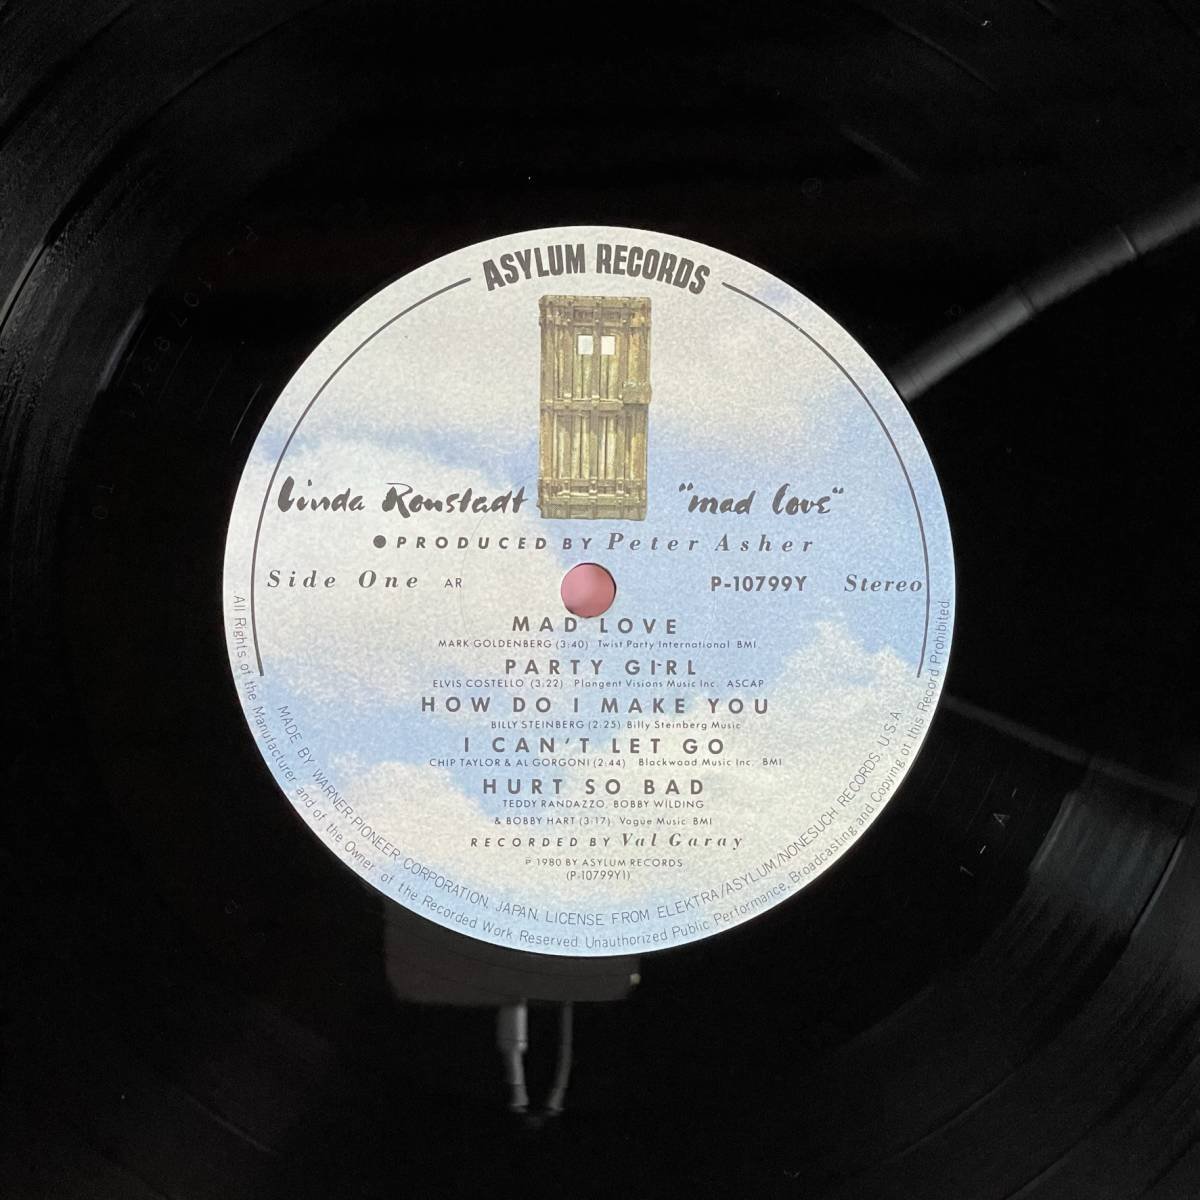 ASYLUM RECORDS
Linda Ronstadt "mad love"
●PRODUCED BY Peter Asher
Side One AR P-10799Y Stereo
MAD LOVE
MARK GOLDENBERG (3:40) Twist Party International BMI
PARTY GIRL
ELVIS COSTELLO (3:22) Plangent Visions Music Inc. ASCAP
HOW DO I MAKE YOU
BILLY STEINBERG (2:25) Billy Steinberg Music
I CAN'T LET GO
CHIP TAYLOR & AL GORGONI (2:44) Blackwood Music Inc. BMI
HURT SO BAD
TEDDY RANDAZZO, BOBBY WILDING
& BOBBY HART (3:17) Vogue Music BMI
RECORDED BY Val Garay
℗ 1980 BY ASYLUM RECORDS
(P-10799Y1)
MADE BY WARNER-PIONEER CORPORATION, JAPAN. LICENSE FROM ELEKTRA/ASYLUM/NONESUCH RECORDS, U.S.A
All Rights of the Manufacturer and of the Owner of the Recorded Work Reserved. Unauthorized Public Performance, Broadcasting and Copying of this Record Prohibited.
1 - A